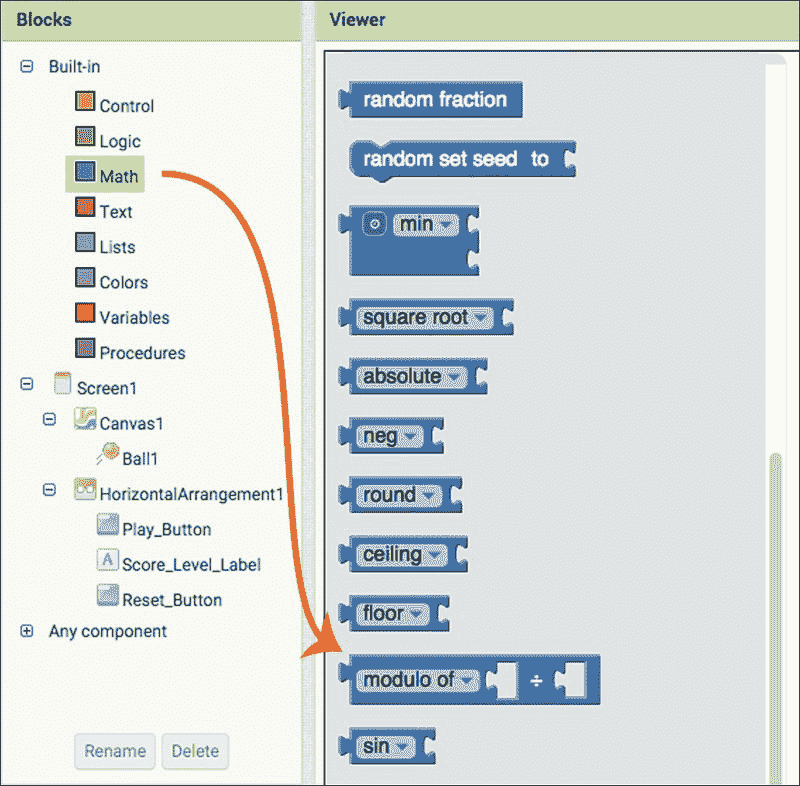 Blocks
Built-in
Control
Logic
Math
Text
Lists
Colors
Variables
Procedures
Screen1
Canvas1
Ball1
HorizontalArrangement1
Play_Button
A Score_Level_Label
Reset_Button
Any component
Rename Delete
Viewer
random fraction
random set seed to
min
square root
absolute
neg
round
ceiling
floor
modulo of ÷
sin